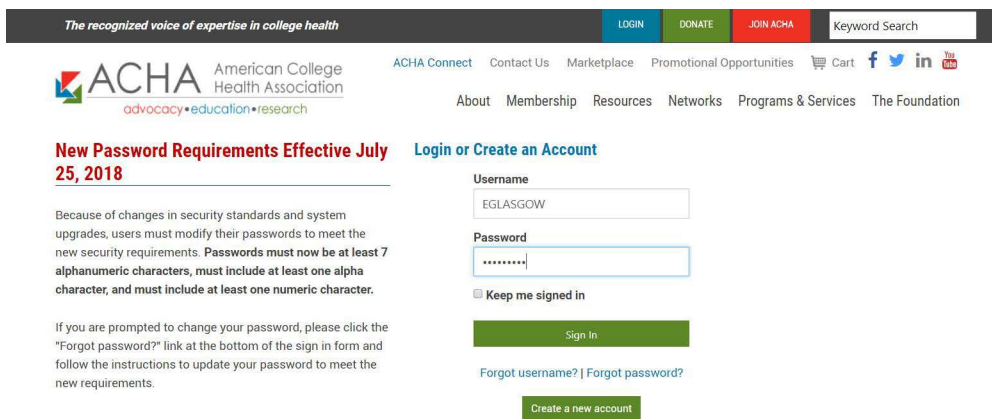 The recognized voice of expertise in college health
LOGIN
DONATE
JOIN ACHA
Keyword Search
ACHA American College
Health Association
advocacy•education•research
ACHA Connect Contact Us Marketplace Promotional Opportunities Cart f in You Tube
About Membership Resources Networks Programs & Services The Foundation
New Password Requirements Effective July
25, 2018
Because of changes in security standards and system
upgrades, users must modify their passwords to meet the
new security requirements. Passwords must now be at least 7
alphanumeric characters, must include at least one alpha
character, and must include at least one numeric character.
If you are prompted to change your password, please click the
"Forgot password?" link at the bottom of the sign in form and
follow the instructions to update your password to meet the
new requirements.
Login or Create an Account
Username
EGLASGOW
Password
•••••••••
Keep me signed in
Sign In
Forgot username? | Forgot password?
Create a new account